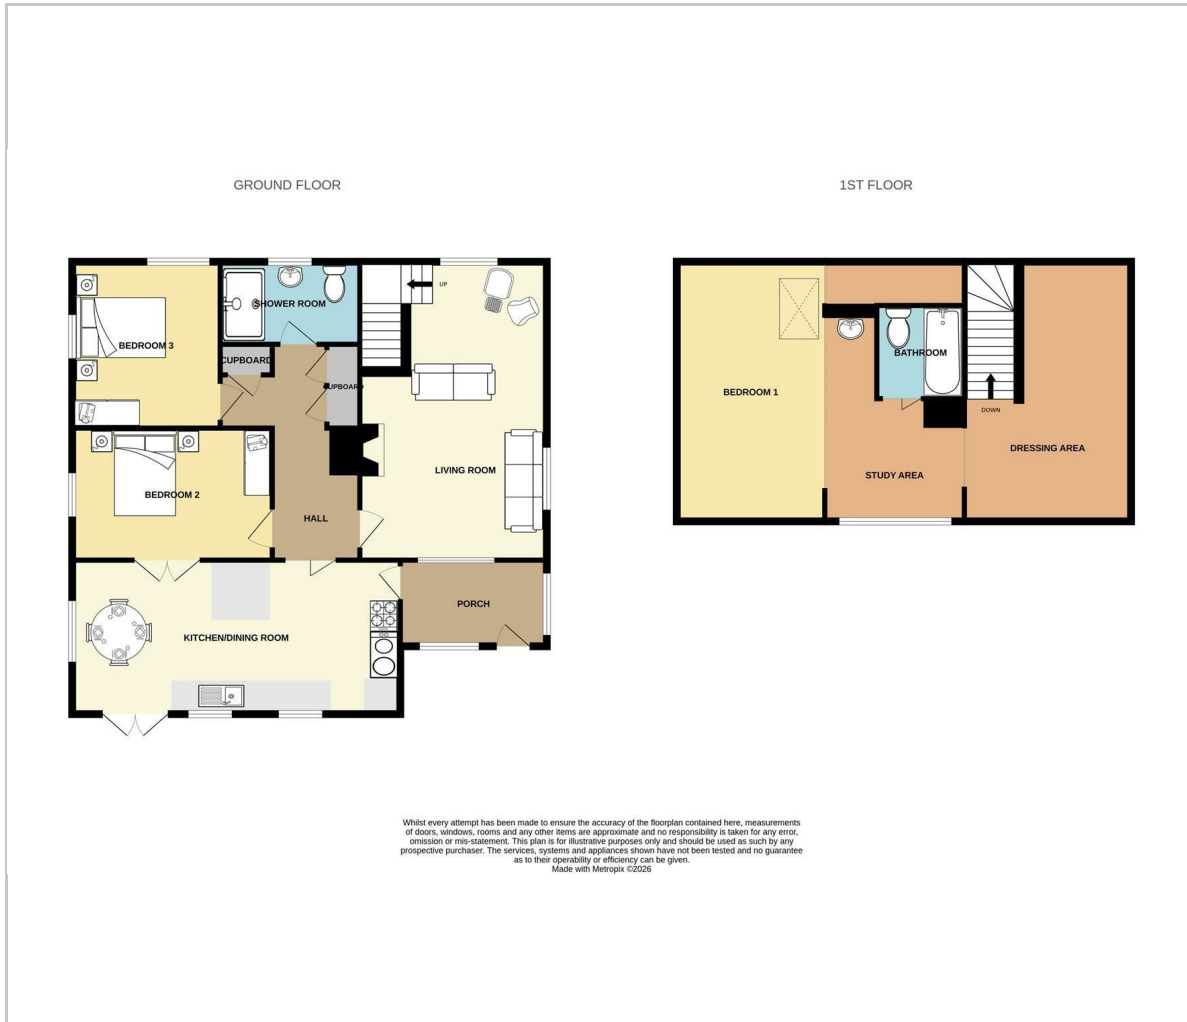 GROUND FLOOR
1ST FLOOR
UP
SHOWER ROOM
BEDROOM 3
CUPBOARD
CUPBOARD
BEDROOM 2
LIVING ROOM
HALL
PORCH
KITCHEN/DINING ROOM
BATHROOM
BEDROOM 1
DOWN
DRESSING AREA
STUDY AREA
Whilst every attempt has been made to ensure the accuracy of the floorplan contained here, measurements
of doors, windows, rooms and any other items are approximate and no responsibility is taken for any error,
omission or mis-statement. This plan is for illustrative purposes only and should be used as such by any
prospective purchaser. The services, systems and appliances shown have not been tested and no guarantee
as to their operability or efficiency can be given.
Made with Metropix ©2026